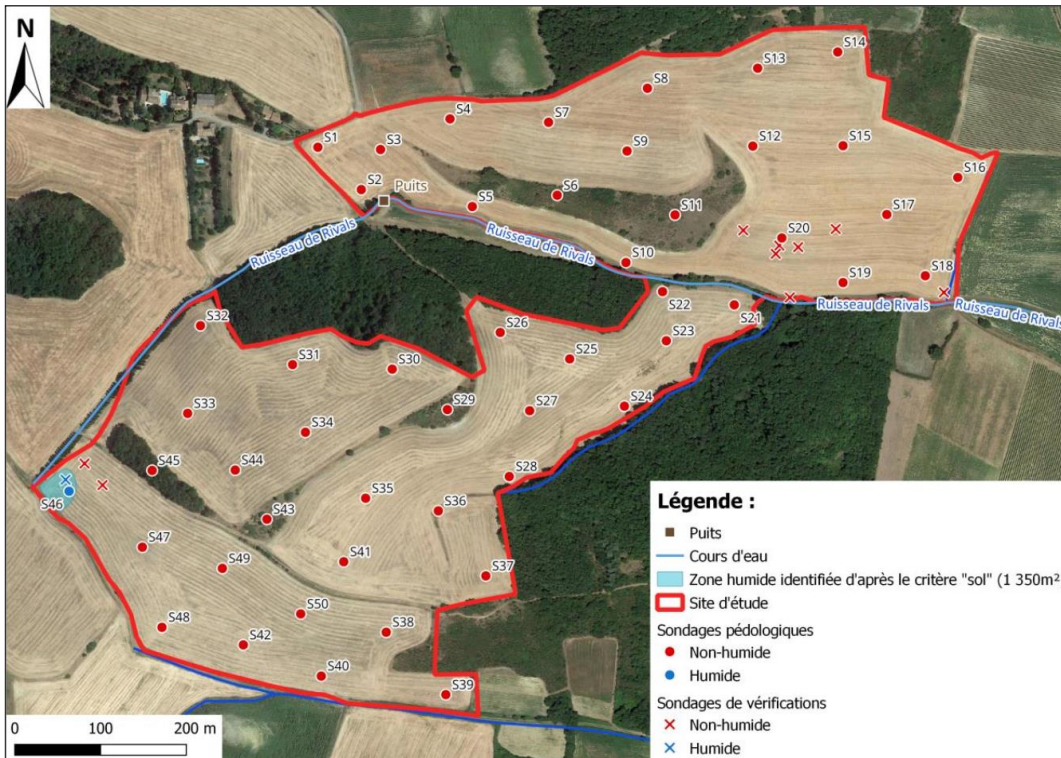 N
S14
S13
S8
S4
S7
S1
S3
S12
S15
S9
S16
S2
Puits
S6
S5
S11
S17
Ruisseau de Rivals
Ruisseau de Rivals
S20
S10
S18
S19
S22
S21
Ruisseau de Rivals
Ruisseau de Rivals
S32
S26
S23
S31
S25
S30
S29
S27
S24
S33
S34
S45
S44
S28
S46
S35
S36
S43
S47
S49
S41
S37
S50
S48
S42
S38
S40
S39
0 100 200 m
Légende :
Puits
Cours d'eau
Zone humide identifiée d'après le critère "sol" (1 350m²
Site d'étude
Sondages pédologiques
Non-humide
Humide
Sondages de vérifications
Non-humide
Humide